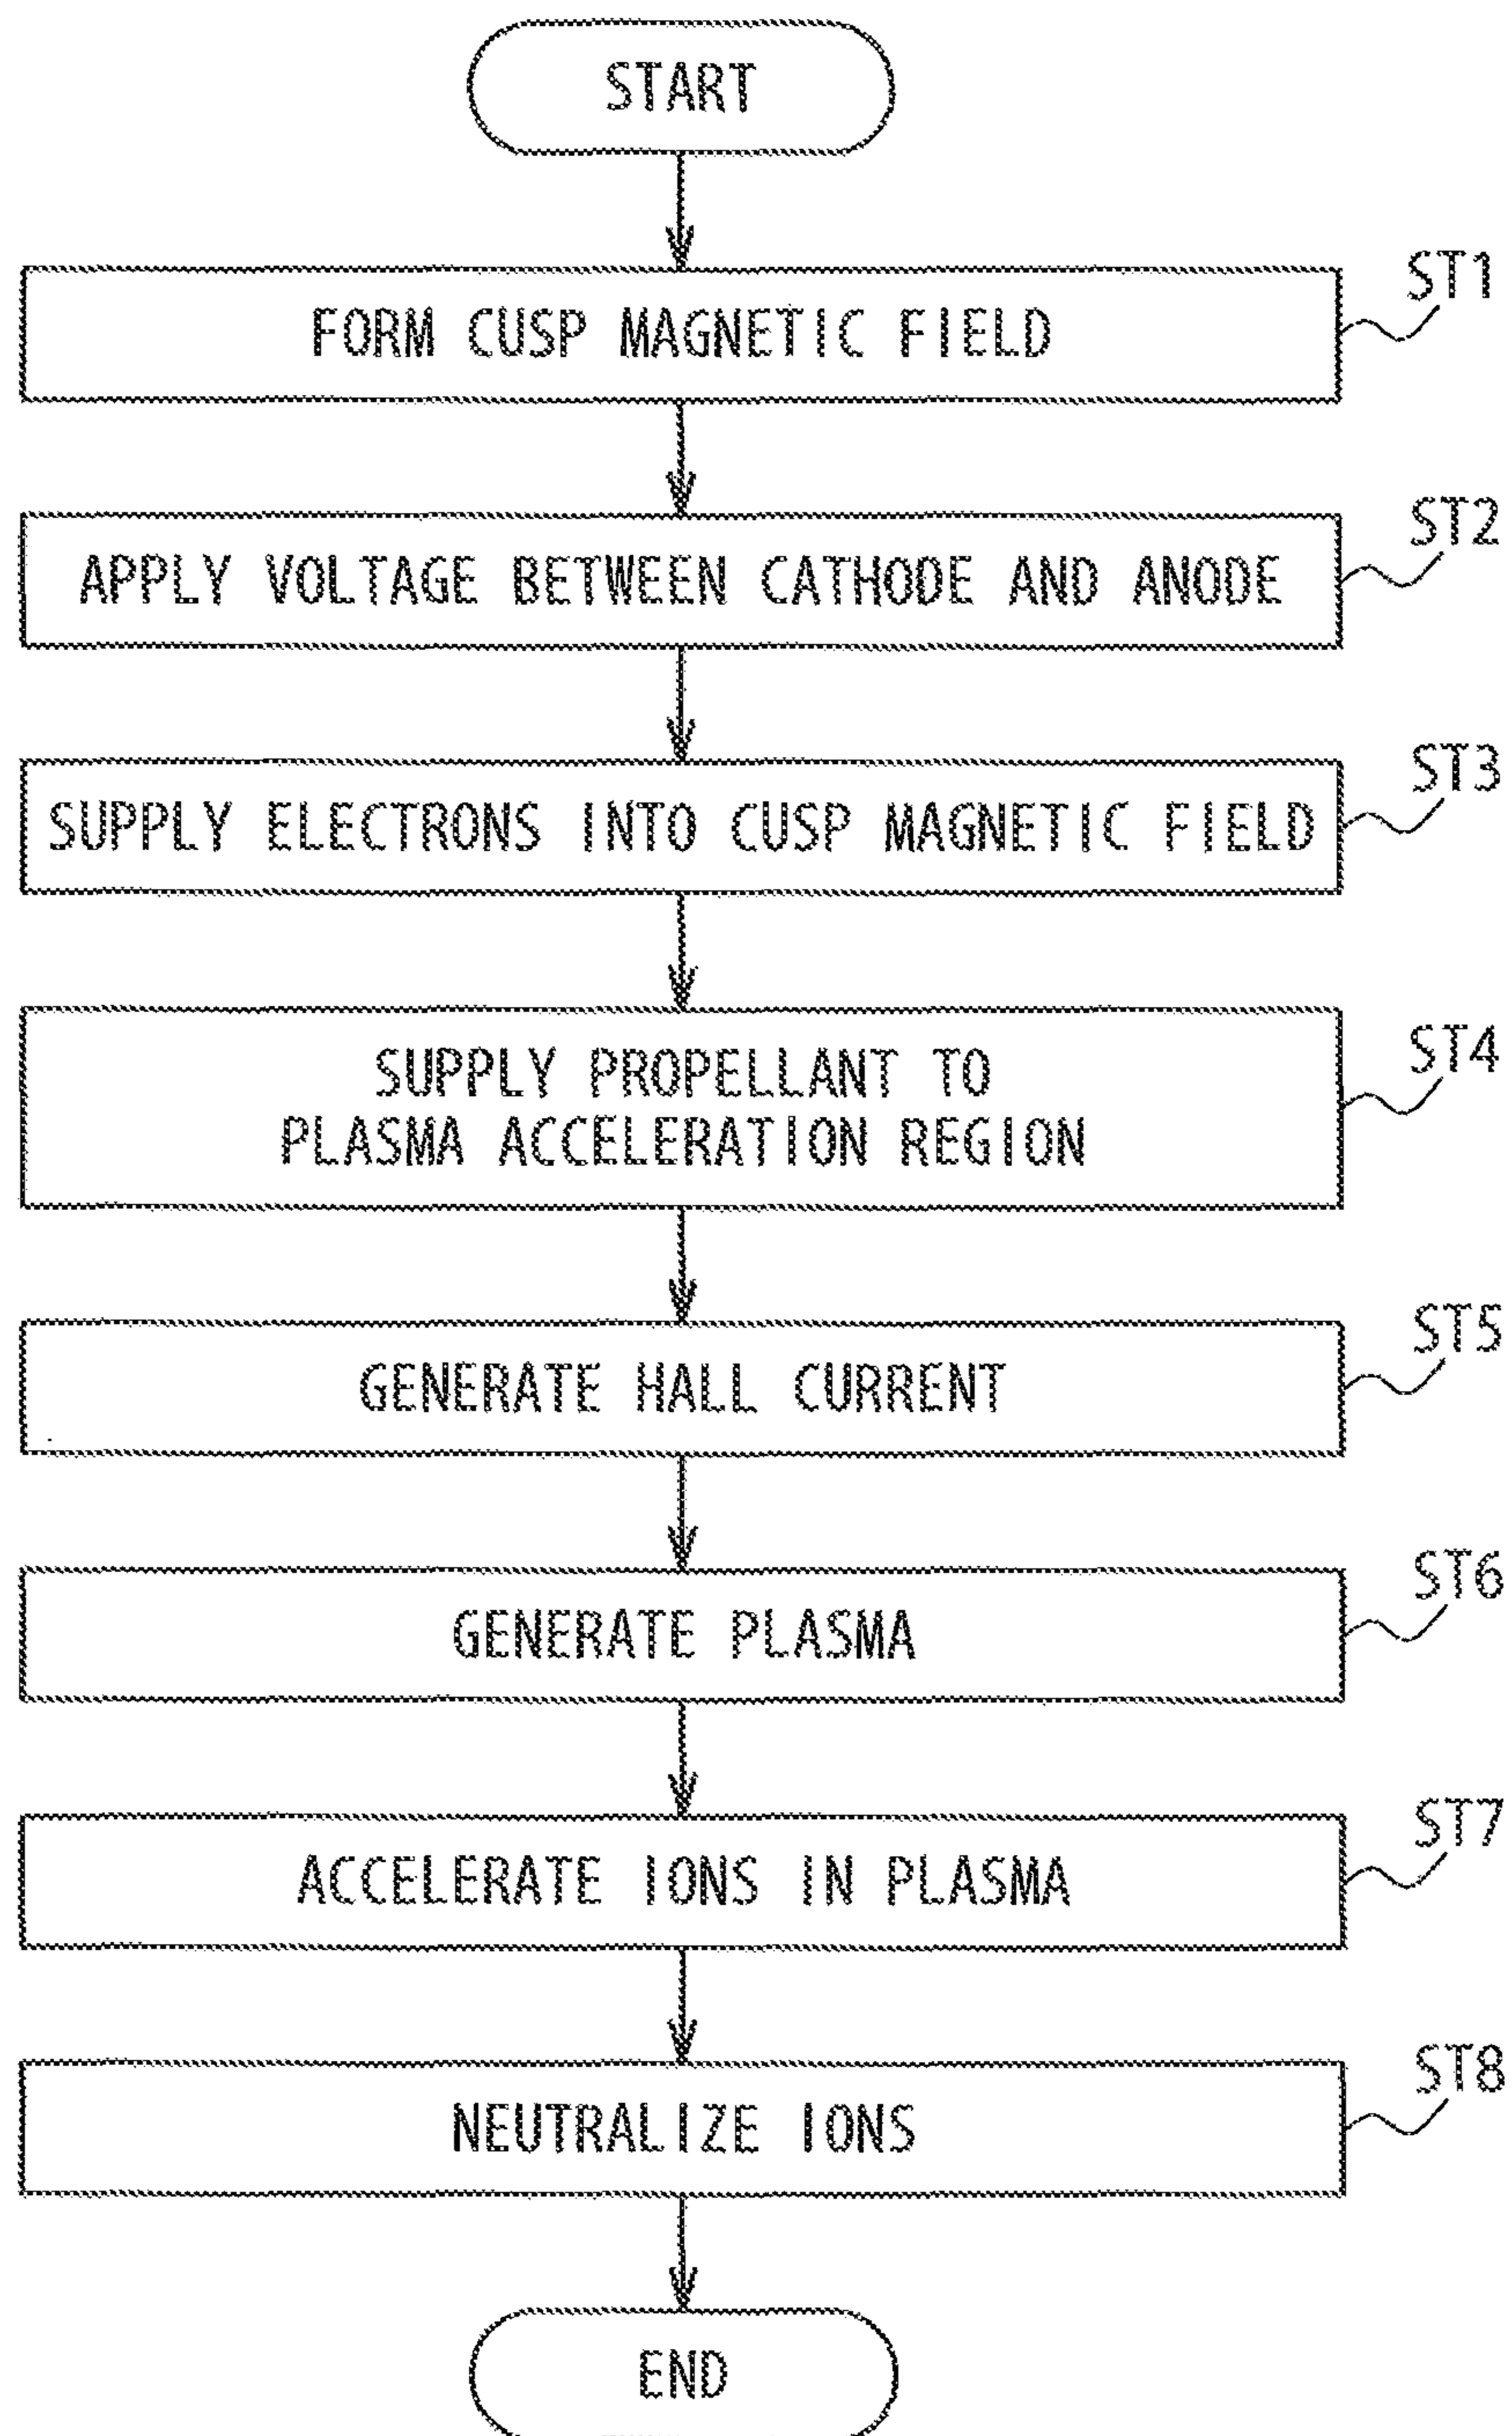 START
ST1
FORM CUSP MAGNETIC FIELD
ST2
APPLY VOLTAGE BETWEEN CATHODE AND ANODE
ST3
SUPPLY ELECTRONS INTO CUSP MAGNETIC FIELD
ST4
SUPPLY PROPELLANT TO
PLASMA ACCELERATION REGION
ST5
GENERATE HALL CURRENT
ST6
GENERATE PLASMA
ST7
ACCELERATE IONS IN PLASMA
ST8
NEUTRALIZE IONS
END